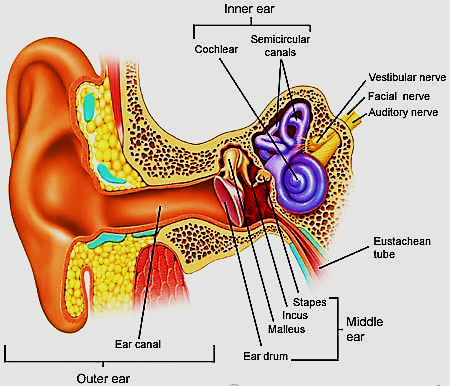 Inner ear
Cochlear
Semicircular
canals
Vestibular nerve
Facial nerve
Auditory nerve
Eustachean
tube
Stapes
Incus
Malleus
Middle
ear
Ear canal
Ear drum
Outer ear